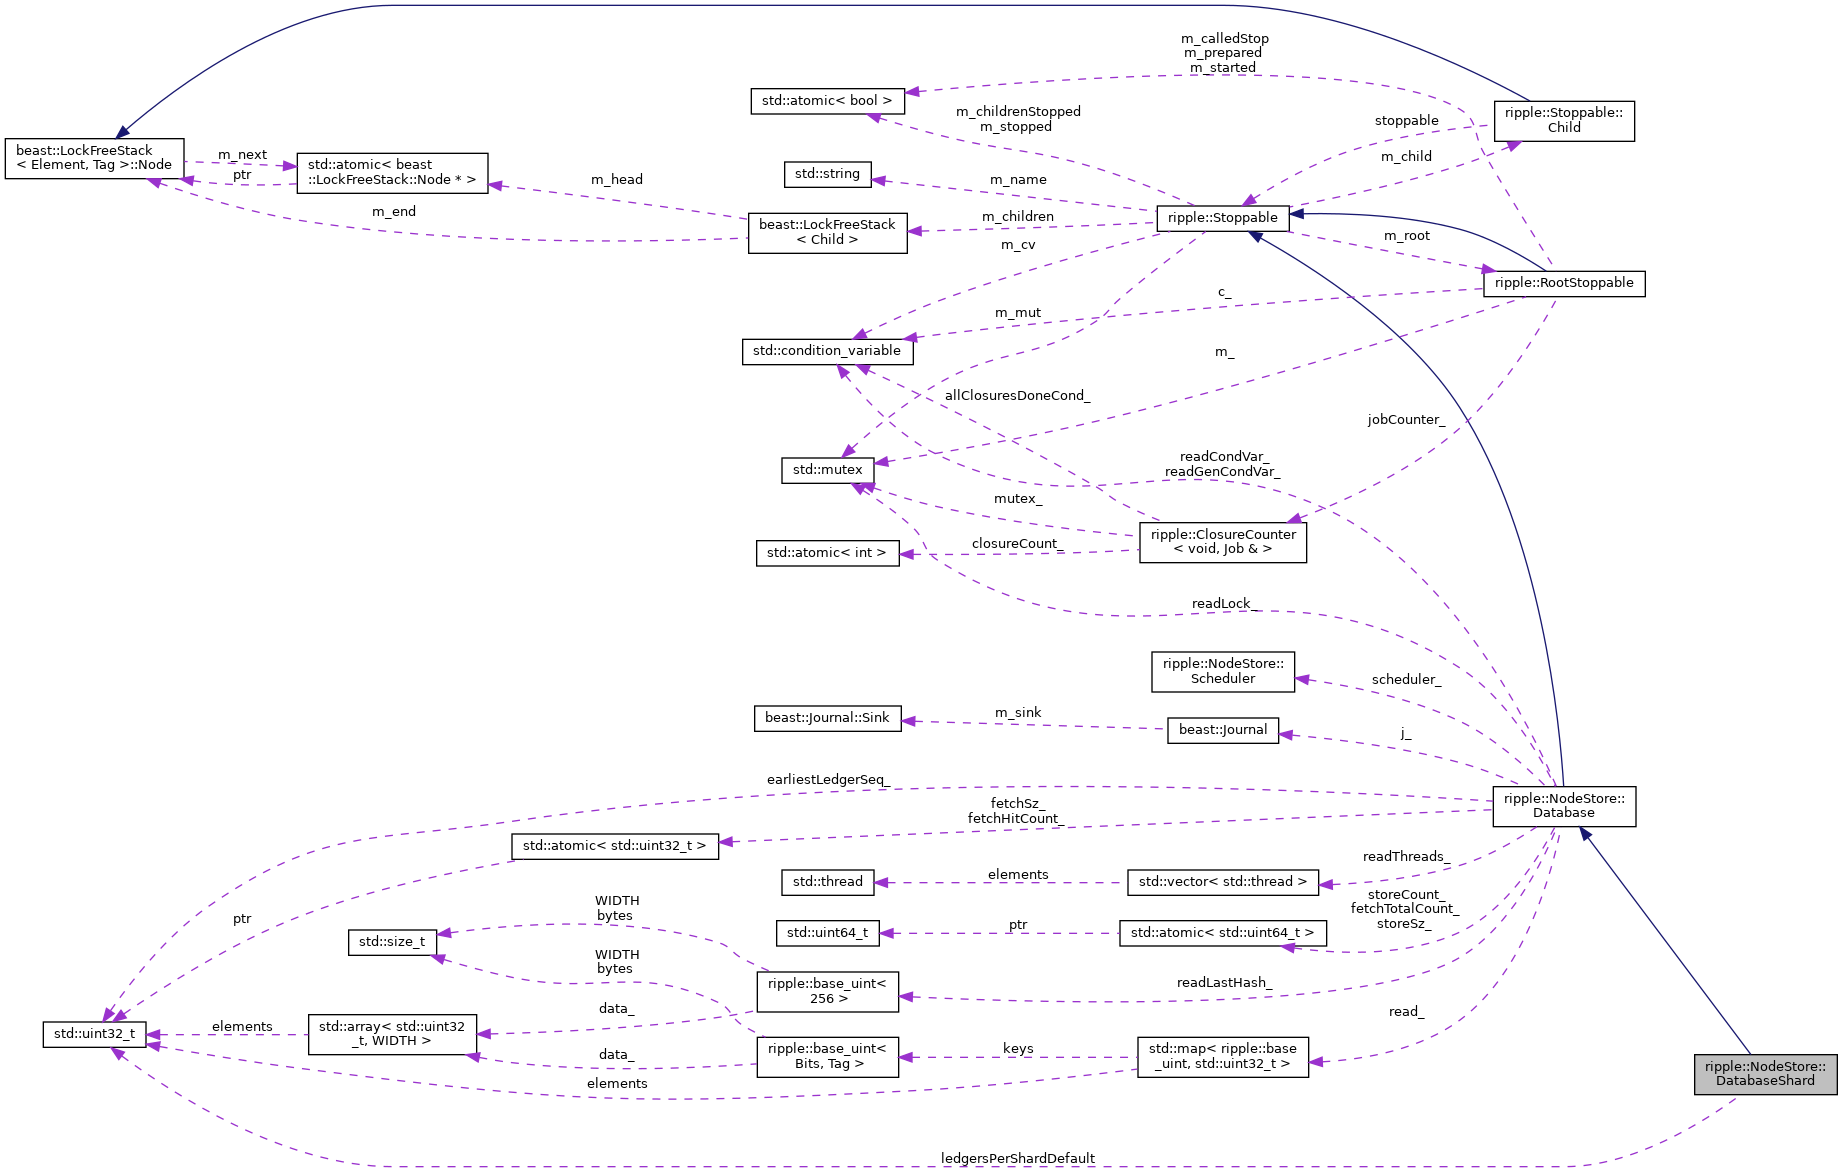 m_calledStop
m_prepared
m_started
std::atomic< bool >
m_childrenStopped
m_stopped
stoppable
ripple::Stoppable::
Child
beast::LockFreeStack
< Element, Tag >::Node
m_next
ptr
std::atomic< beast
::LockFreeStack::Node * >
m_child
std::string
m_name
m_head
m_end
beast::LockFreeStack
< Child >
m_children
ripple::Stoppable
m_cv
m_root
ripple::RootStoppable
c_
m_mut
std::condition_variable
m_
allClosuresDoneCond_
jobCounter_
std::mutex
readCondVar_
readGenCondVar_
mutex_
ripple::ClosureCounter
< void, Job & >
closureCount_
std::atomic< int >
readLock_
ripple::NodeStore::
Scheduler
scheduler_
beast::Journal::Sink
m_sink
beast::Journal
j_
earliestLedgerSeq_
ripple::NodeStore::
Database
fetchSz_
fetchHitCount_
std::atomic< std::uint32_t >
readThreads_
std::thread
elements
std::vector< std::thread >
storeCount_
fetchTotalCount_
storeSz_
WIDTH
bytes
ptr
std::uint64_t
ptr
std::atomic< std::uint64_t >
std::size_t
WIDTH
bytes
ripple::base_uint<
256 >
readLastHash_
data_
read_
std::uint32_t
elements
std::array< std::uint32
_t, WIDTH >
data_
ripple::base_uint<
Bits, Tag >
keys
std::map< ripple::base
_uint, std::uint32_t >
elements
ripple::NodeStore::
DatabaseShard
ledgersPerShardDefault